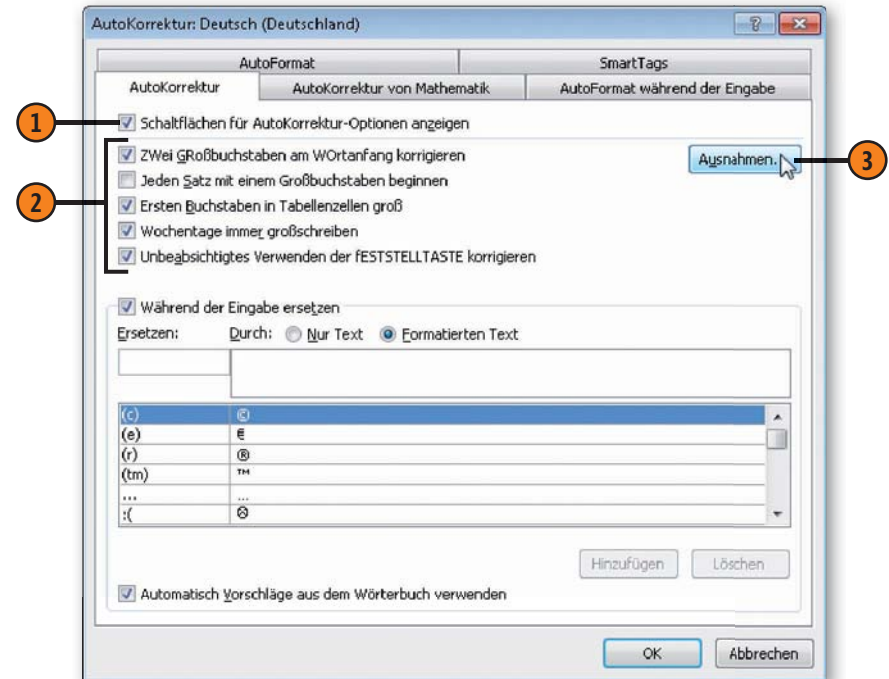 AutoKorrektur: Deutsch (Deutschland)
AutoFormat SmartTags
AutoKorrektur AutoKorrektur von Mathematik AutoFormat während der Eingabe
1 Schaltflächen für AutoKorrektur-Optionen anzeigen
ZWei GRoßbuchstaben am WOrtanfang korrigieren Ausnahmen... 3
Jeden Satz mit einem Großbuchstaben beginnen
2 Ersten Buchstaben in Tabellenzellen groß
Wochentage immer großschreiben
Unbeabsichtigtes Verwenden der fESTSTELLTASTE korrigieren
Während der Eingabe ersetzen
Ersetzen: Durch: Nur Text Formatierten Text
(c) ©
(e) €
(r) ®
(tm) ™
... ...
:( ☹
Hinzufügen Löschen
Automatisch Vorschläge aus dem Wörterbuch verwenden
OK Abbrechen